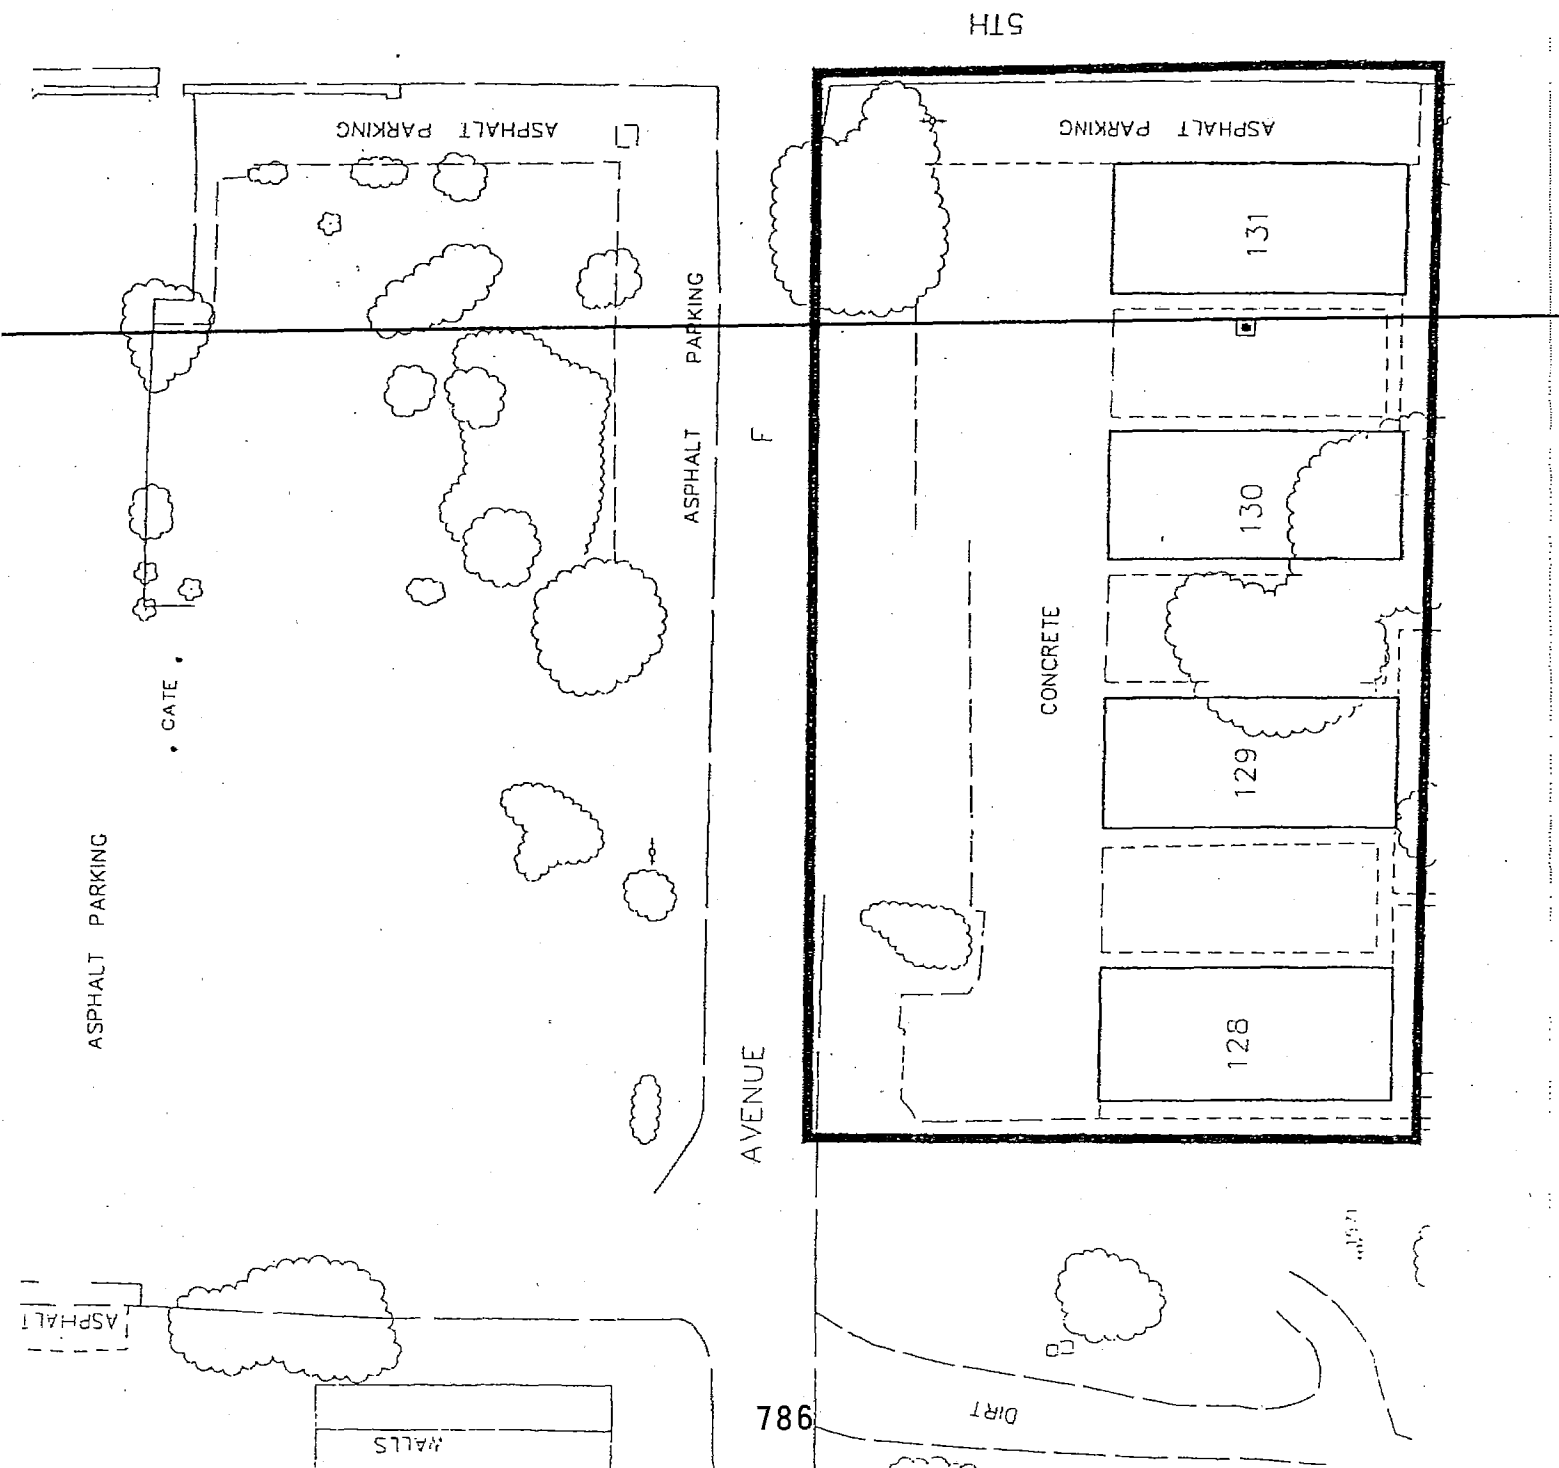 5TH
ASPHALT PARKING
ASPHALT PARKING
131
ASPHALT PARKING
F
130
CONCRETE
GATE
129
ASPHALT PARKING
128
AVENUE
ASPHALT
DIRT
786
WALLS